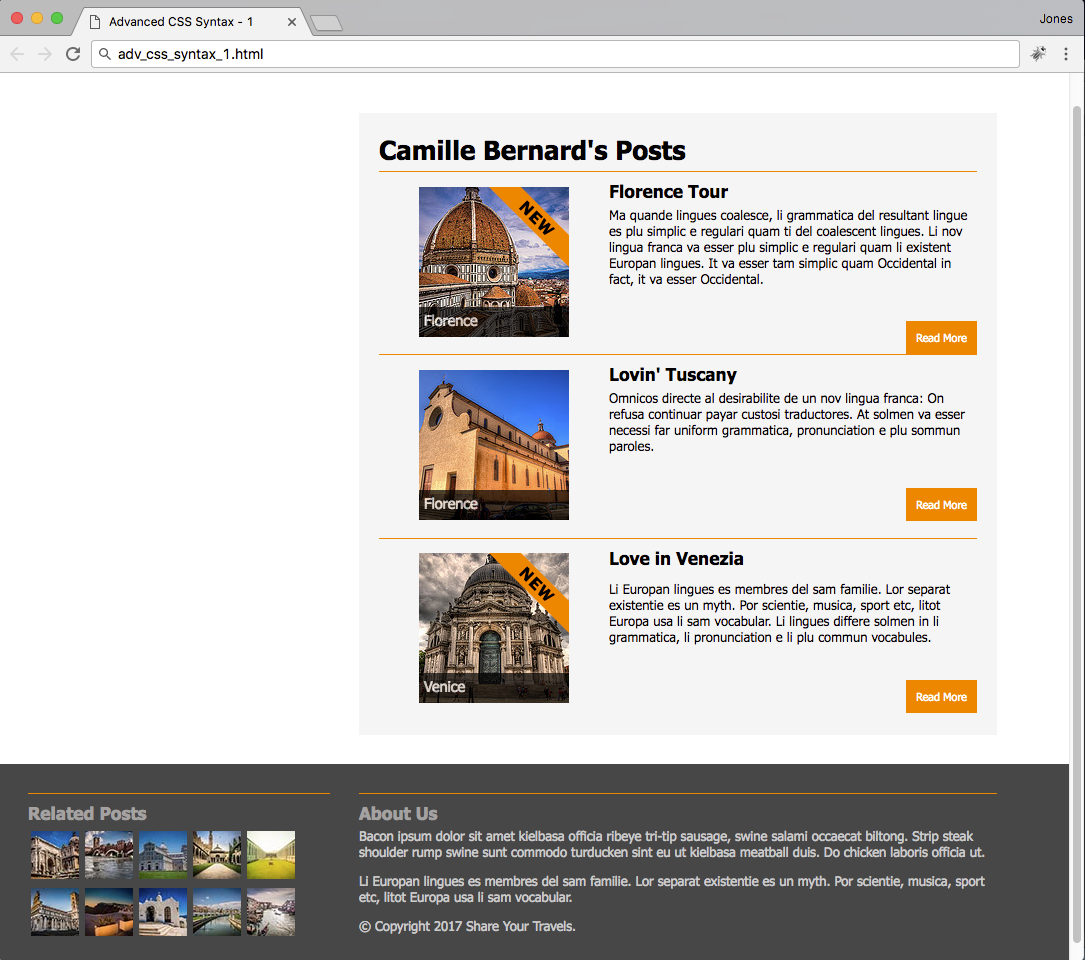 Advanced CSS Syntax - 1
Jones
adv_css_syntax_1.html
Camille Bernard's Posts
NEW
Florence
Florence Tour
Ma quande lingues coalesce, li grammatica del resultant lingue
es plu simplic e regulari quam ti del coalescent lingues. Li nov
lingua franca va esser plu simplic e regulari quam li existent
Europan lingues. It va esser tam simplic quam Occidental in
fact, it va esser Occidental.
Read More
Florence
Lovin' Tuscany
Omnicos directe al desirabilite de un nov lingua franca: On
refusa continuar payar custosi traductores. At solmen va esser
necessi far uniform grammatica, pronunciation e plu sommun
paroles.
Read More
NEW
Venice
Love in Venezia
Li Europan lingues es membres del sam familie. Lor separat
existentie es un myth. Por scientie, musica, sport etc, litot
Europa usa li sam vocabular. Li lingues differe solmen in li
grammatica, li pronunciation e li plu commun vocabules.
Read More
Related Posts
About Us
Bacon ipsum dolor sit amet kielbasa officia ribeye tri-tip sausage, swine salami occaecat biltong. Strip steak
shoulder rump swine sunt commodo turducken sint eu ut kielbasa meatball duis. Do chicken laboris officia ut.
Li Europan lingues es membres del sam familie. Lor separat existentie es un myth. Por scientie, musica, sport
etc, litot Europa usa li sam vocabular.
© Copyright 2017 Share Your Travels.